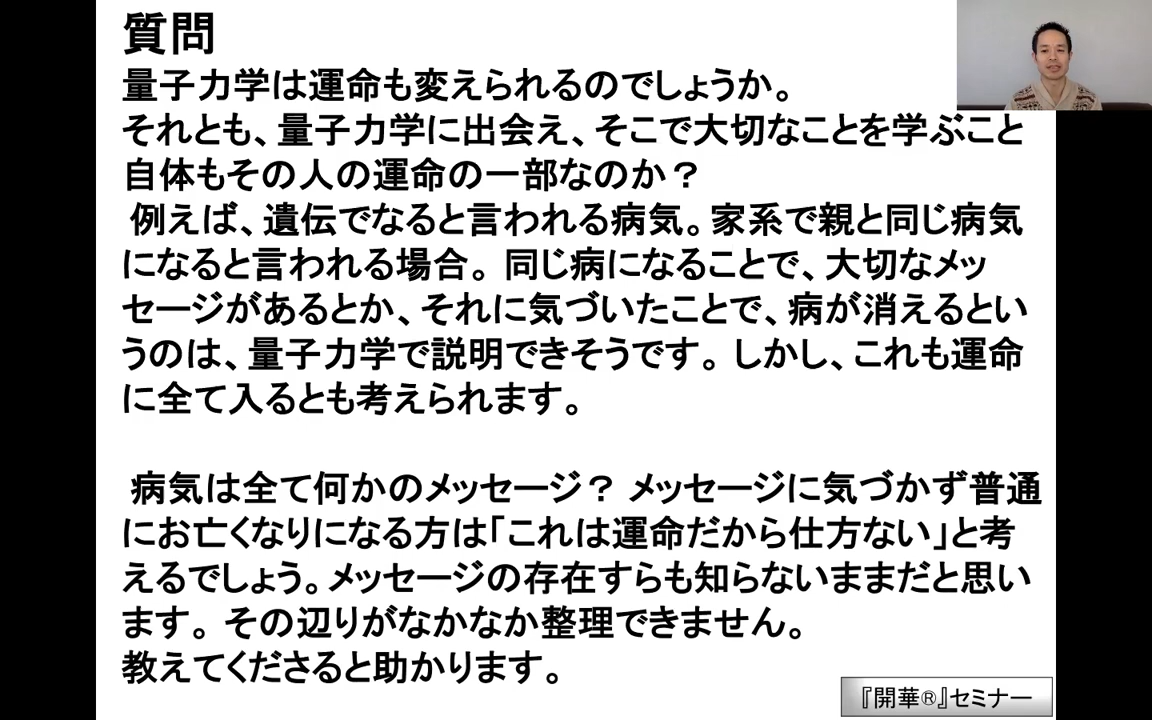 質問
量子力学は運命も変えられるのでしょうか。
それとも、量子力学に出会え、そこで大切なことを学ぶこと
自体もその人の運命の一部なのか？
例えば、遺伝でなると言われる病気。家系で親と同じ病気
になると言われる場合。同じ病になることで、大切なメッ
セージがあるとか、それに気づいたことで、病が消えるとい
うのは、量子力学で説明できそうです。しかし、これも運命
に全て入るとも考えられます。
病気は全て何かのメッセージ？ メッセージに気づかず普通
にお亡くなりになる方は「これは運命だから仕方ない」と考
えるでしょう。メッセージの存在すらも知らないままだと思い
ます。その辺りがなかなか整理できません。
教えてくださると助かります。
『開華®』セミナー